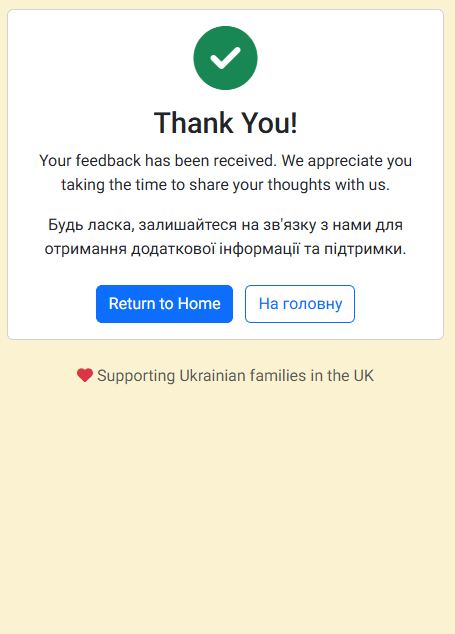 Thank You!
Your feedback has been received. We appreciate you
taking the time to share your thoughts with us.
Будь ласка, залишайтеся на зв'язку з нами для
отримання додаткової інформації та підтримки.
Return to Home
На головну
Supporting Ukrainian families in the UK